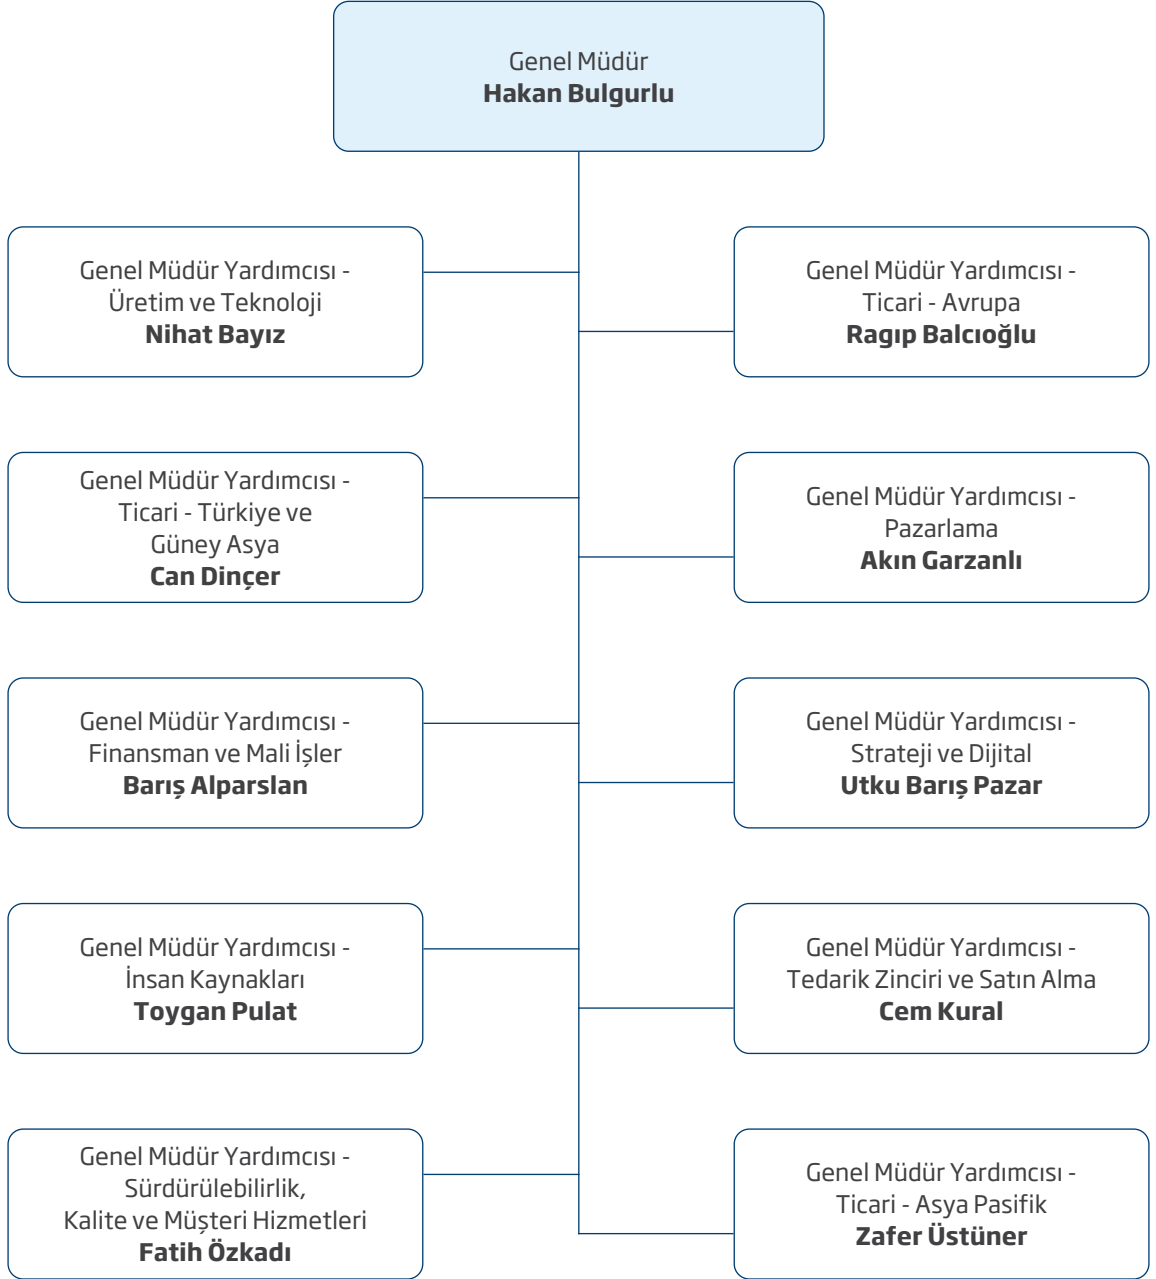 Genel Müdür
Hakan Bulgurlu
Genel Müdür Yardımcısı -
Üretim ve Teknoloji
Nihat Bayız
Genel Müdür Yardımcısı -
Ticari - Avrupa
Ragıp Balcıoğlu
Genel Müdür Yardımcısı -
Ticari - Türkiye ve
Güney Asya
Can Dinçer
Genel Müdür Yardımcısı -
Pazarlama
Akın Garzanlı
Genel Müdür Yardımcısı -
Finansman ve Mali İşler
Barış Alparslan
Genel Müdür Yardımcısı -
Strateji ve Dijital
Utku Barış Pazar
Genel Müdür Yardımcısı -
İnsan Kaynakları
Toygan Pulat
Genel Müdür Yardımcısı -
Tedarik Zinciri ve Satın Alma
Cem Kural
Genel Müdür Yardımcısı -
Sürdürülebilirlik,
Kalite ve Müşteri Hizmetleri
Fatih Özkadı
Genel Müdür Yardımcısı -
Ticari - Asya Pasifik
Zafer Üstüner